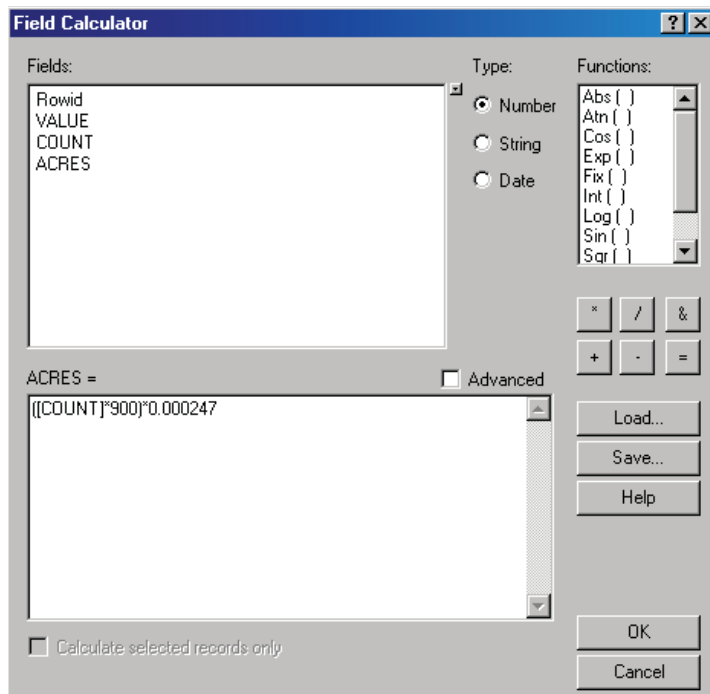 Field Calculator
? X
Fields:
Rowid
VALUE
COUNT
ACRES
Type:
Number
String
Date
Functions:
Abs ( )
Atn ( )
Cos ( )
Exp ( )
Fix ( )
Int ( )
Log ( )
Sin ( )
Sqr ( )
* / &
+ - =
ACRES =
Advanced
([COUNT]*900)*0.000247
Load...
Save...
Help
Calculate selected records only
OK
Cancel